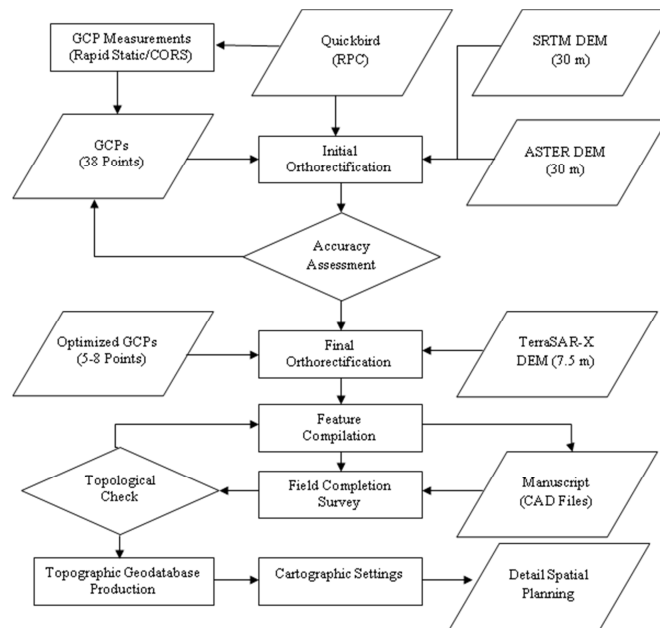 GCP Measurements
(Rapid Static/CORS)
Quickbird
(RPC)
SRTM DEM
(30 m)
GCPs
(38 Points)
Initial
Orthorectification
ASTER DEM
(30 m)
Accuracy
Assessment
Optimized GCPs
(5-8 Points)
Final
Orthorectification
TerraSAR-X
DEM (7.5 m)
Feature
Compilation
Topological
Check
Field Completion
Survey
Manuscript
(CAD Files)
Topographic Geodatabase
Production
Cartographic Settings
Detail Spatial
Planning